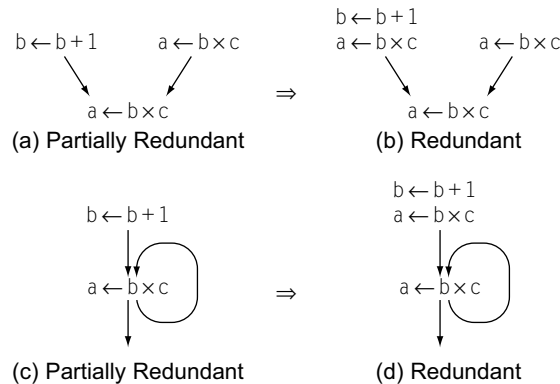 b ← b + 1
b ← b + 1 a ← b × c
a ← b × c a ← b × c
⇒
a ← b × c a ← b × c
(a) Partially Redundant (b) Redundant
b ← b + 1
b ← b + 1 a ← b × c
a ← b × c ⇒ a ← b × c
(c) Partially Redundant (d) Redundant